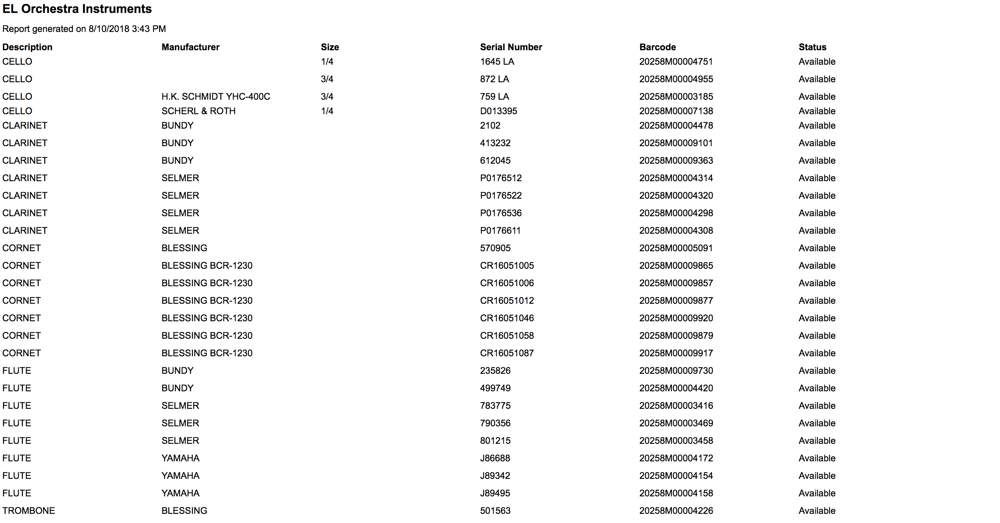 EL Orchestra Instruments
Report generated on 8/10/2018 3:43 PM
Description Manufacturer Size Serial Number Barcode Status
CELLO 1/4 1645 LA 20258M00004751 Available
CELLO 3/4 872 LA 20258M00004955 Available
CELLO H.K. SCHMIDT YHC-400C 3/4 759 LA 20258M00003185 Available
CELLO SCHERL & ROTH 1/4 D013395 20258M00007138 Available
CLARINET BUNDY 2102 20258M00004478 Available
CLARINET BUNDY 413232 20258M00009101 Available
CLARINET BUNDY 612045 20258M00009363 Available
CLARINET SELMER P0176512 20258M00004314 Available
CLARINET SELMER P0176522 20258M00004320 Available
CLARINET SELMER P0176536 20258M00004298 Available
CLARINET SELMER P0176611 20258M00004308 Available
CORNET BLESSING 570905 20258M00005091 Available
CORNET BLESSING BCR-1230 CR16051005 20258M00009865 Available
CORNET BLESSING BCR-1230 CR16051006 20258M00009857 Available
CORNET BLESSING BCR-1230 CR16051012 20258M00009877 Available
CORNET BLESSING BCR-1230 CR16051046 20258M00009920 Available
CORNET BLESSING BCR-1230 CR16051058 20258M00009879 Available
CORNET BLESSING BCR-1230 CR16051087 20258M00009917 Available
FLUTE BUNDY 235826 20258M00009730 Available
FLUTE BUNDY 499749 20258M00004420 Available
FLUTE SELMER 783775 20258M00003416 Available
FLUTE SELMER 790356 20258M00003469 Available
FLUTE SELMER 801215 20258M00003458 Available
FLUTE YAMAHA J86688 20258M00004172 Available
FLUTE YAMAHA J89342 20258M00004154 Available
FLUTE YAMAHA J89495 20258M00004158 Available
TROMBONE BLESSING 501563 20258M00004226 Available